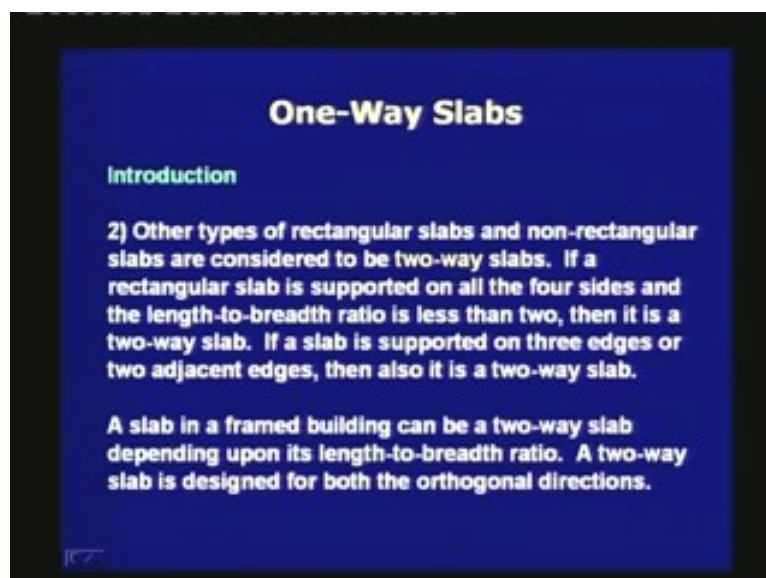 One-Way Slabs
Introduction
2) Other types of rectangular slabs and non-rectangular
slabs are considered to be two-way slabs. If a
rectangular slab is supported on all the four sides and
the length-to-breadth ratio is less than two, then it is a
two-way slab. If a slab is supported on three edges or
two adjacent edges, then also it is a two-way slab.
A slab in a framed building can be a two-way slab
depending upon its length-to-breadth ratio. A two-way
slab is designed for both the orthogonal directions.